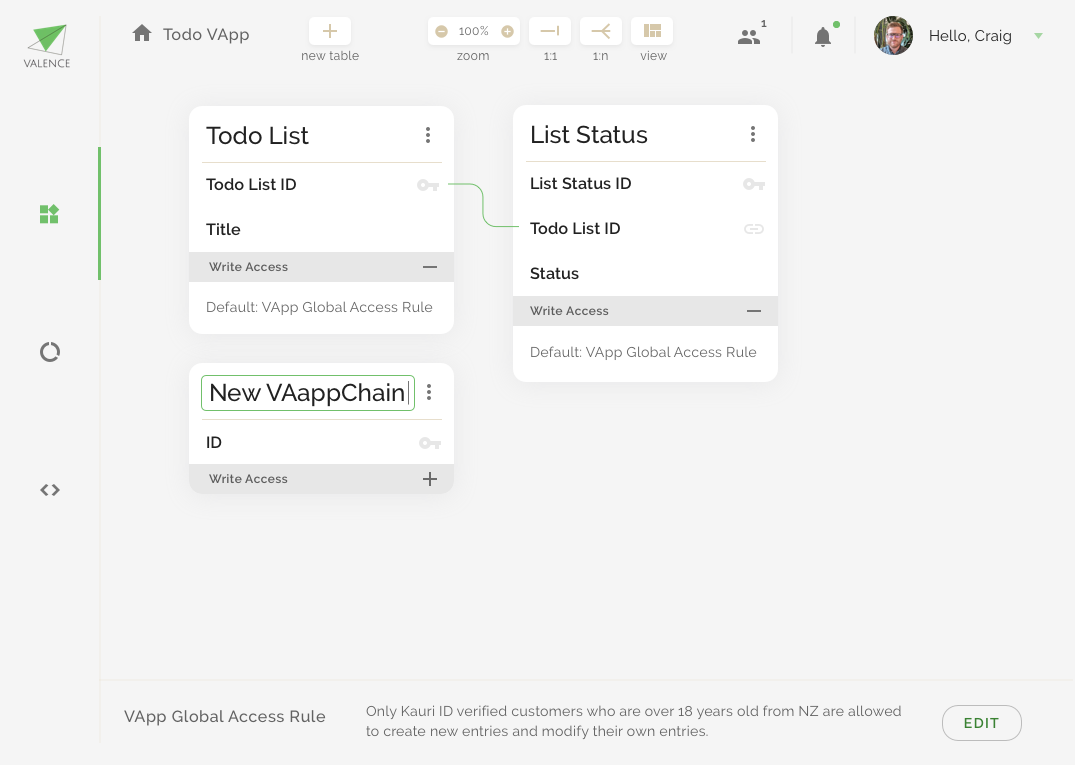 VALENCE
Todo VApp
new table
100%
zoom
1:1
1:n
view
1
Hello, Craig
Todo List
Todo List ID
Title
Write Access
Default: VApp Global Access Rule
List Status
List Status ID
Todo List ID
Status
Write Access
Default: VApp Global Access Rule
New VAappChain
ID
Write Access
VApp Global Access Rule
Only Kauri ID verified customers who are over 18 years old from NZ are allowed
to create new entries and modify their own entries.
EDIT